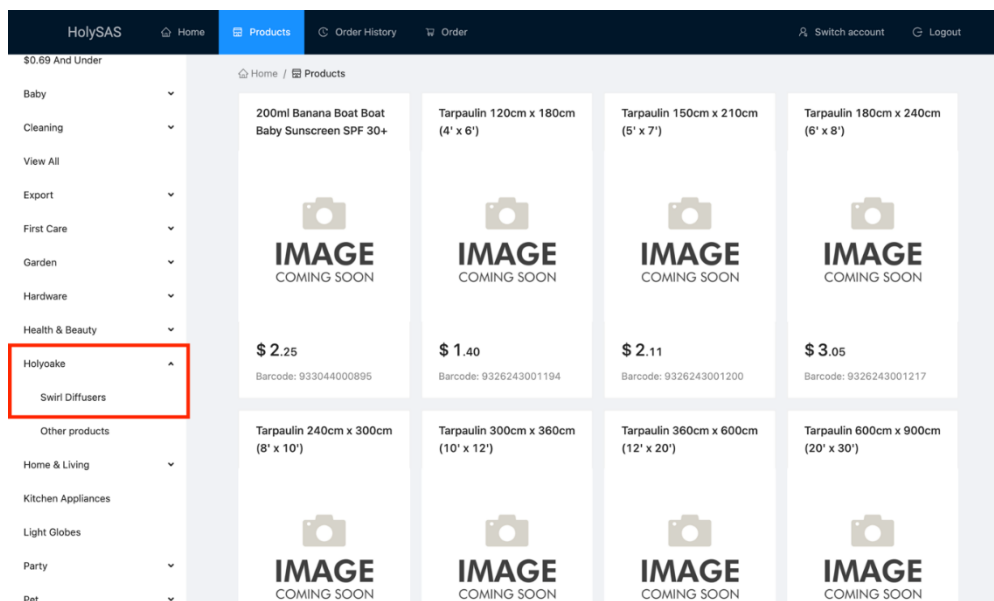 HolySAS
Home
Products
Order History
Order
Switch account
Logout
$0.69 And Under
Baby
Cleaning
View All
Export
First Care
Garden
Hardware
Health & Beauty
Holyoake
Swirl Diffusers
Other products
Home & Living
Kitchen Appliances
Light Globes
Party
Pet
Home / Products
200ml Banana Boat Boat
Baby Sunscreen SPF 30+
IMAGE
COMING SOON
$ 2.25
Barcode: 933044000895
Tarpaulin 120cm x 180cm
(4' x 6')
IMAGE
COMING SOON
$ 1.40
Barcode: 9326243001194
Tarpaulin 150cm x 210cm
(5' x 7')
IMAGE
COMING SOON
$ 2.11
Barcode: 9326243001200
Tarpaulin 180cm x 240cm
(6' x 8')
IMAGE
COMING SOON
$ 3.05
Barcode: 9326243001217
Tarpaulin 240cm x 300cm
(8' x 10')
IMAGE
COMING SOON
Tarpaulin 300cm x 360cm
(10' x 12')
IMAGE
COMING SOON
Tarpaulin 360cm x 600cm
(12' x 20')
IMAGE
COMING SOON
Tarpaulin 600cm x 900cm
(20' x 30')
IMAGE
COMING SOON